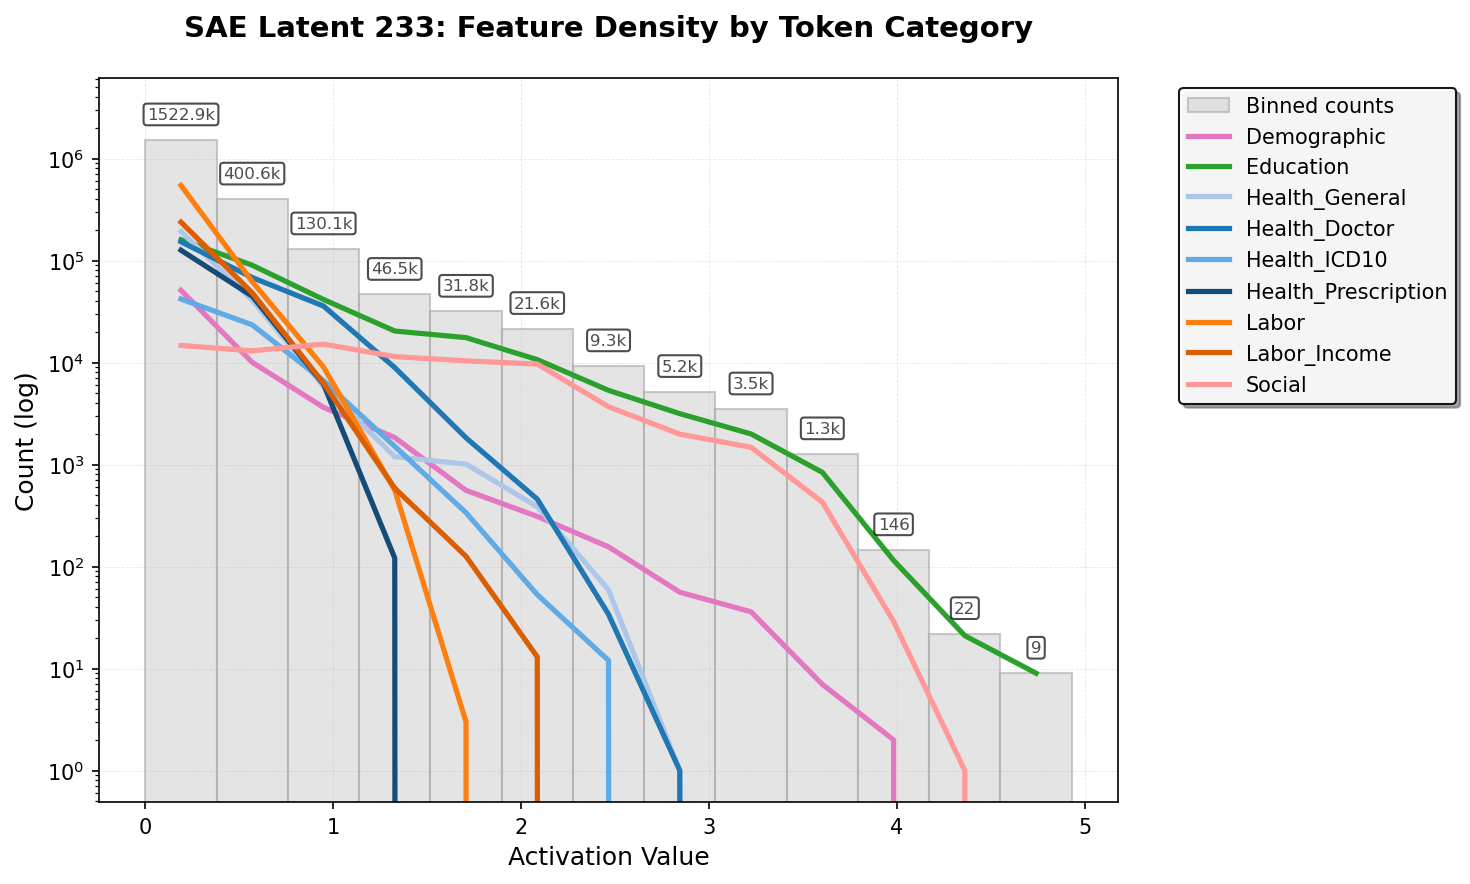 SAE Latent 233: Feature Density by Token Category
Count (log)
10⁶
10⁵
10⁴
10³
10²
10¹
10⁰
1522.9k
400.6k
130.1k
46.5k
31.8k
21.6k
9.3k
5.2k
3.5k
1.3k
146
22
9
0 1 2 3 4 5
Activation Value
Binned counts
Demographic
Education
Health_General
Health_Doctor
Health_ICD10
Health_Prescription
Labor
Labor_Income
Social